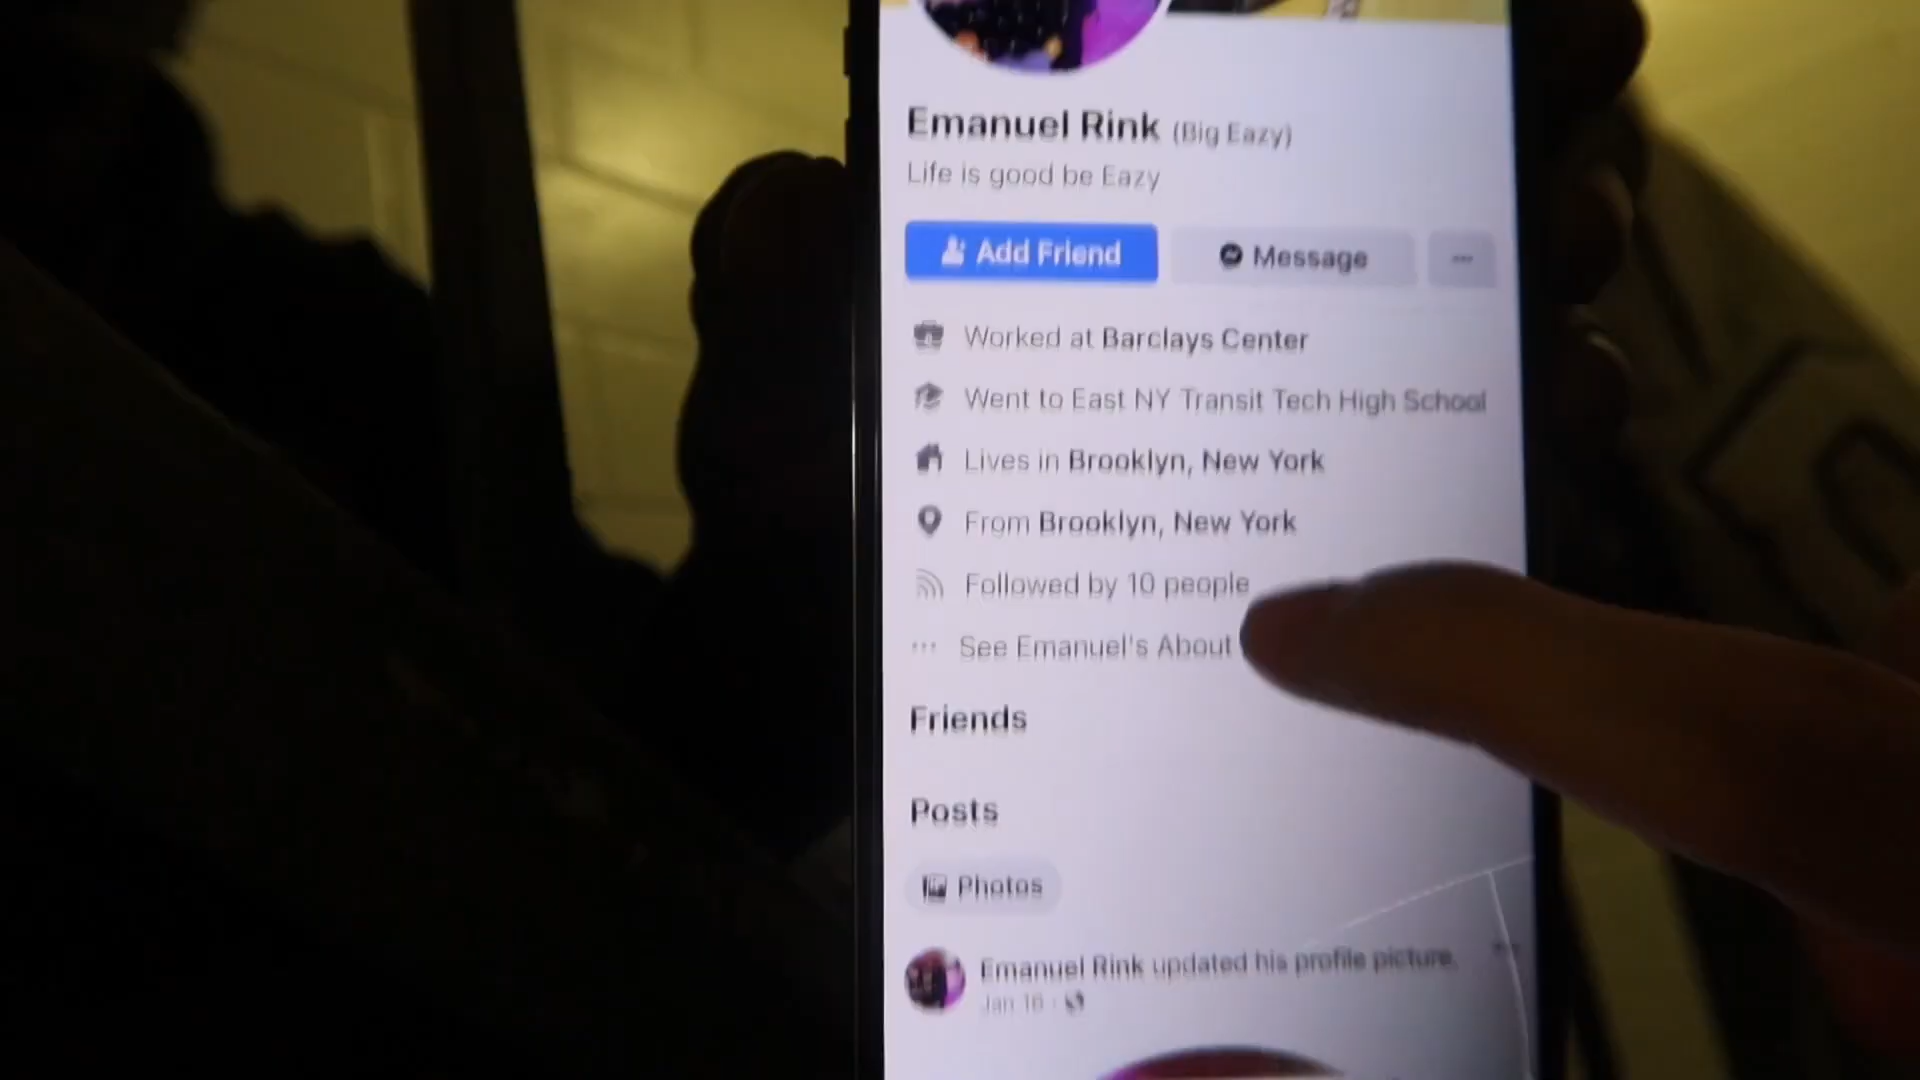 Emanuel Rink (Big Eazy)
Life is good be Eazy
Add Friend
Message
Worked at Barclays Center
Went to East NY Transit Tech High School
Lives in Brooklyn, New York
From Brooklyn, New York
Followed by 10 people
See Emanuel's About
Friends
Posts
Photos
Emanuel Rink updated his profile picture.
Jan 16